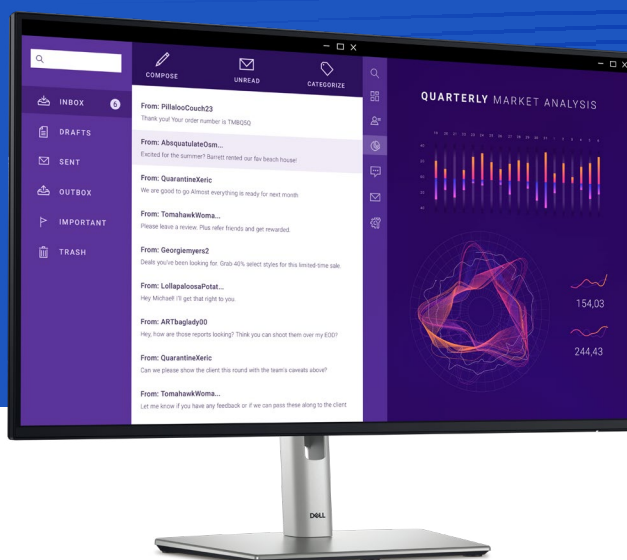 COMPOSE
UNREAD
CATEGORIZE
INBOX 6
DRAFTS
SENT
OUTBOX
IMPORTANT
TRASH
From: PillalooCouch23
Thank you! Your order number is TMBQ5Q
From: AbsquatulateOsm...
Excited for the summer? Barrett rented our fav beach house!
From: QuarantineXeric
We are good to go Almost everything is ready for next month
From: TomahawkWoma...
Please leave a review. Plus refer friends and get rewarded.
From: Georgiemyers2
Deals you've been looking for. Grab 40% select styles for this limited-time sale.
From: LollapaloosaPotat...
Hey Michael! I'll get that right to you.
From: ARTbaglady00
Hey, how are those reports looking? Think you can shoot them over my EOD?
From: QuarantineXeric
Can we please show the client this round with the team's caveats above?
From: TomahawkWoma...
Let me know if you have any feedback or if we can pass these along to the client
QUARTERLY MARKET ANALYSIS
154,03
244,43
DELL